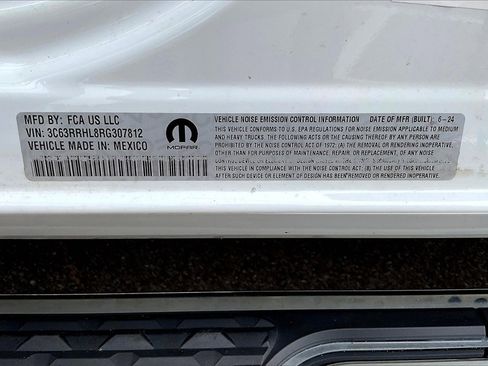 MFD BY: FCA US LLC
VIN: 3C63RRHL8RG307812
VEHICLE MADE IN: MEXICO
MOPAR
VEHICLE NOISE EMISSION CONTROL INFORMATION DATE OF MFR (BUILT): 6-24
THIS VEHICLE CONFORMS TO U.S. EPA REGULATIONS FOR NOISE EMISSION APPLICABLE TO MEDIUM
AND HEAVY TRUCKS. THE FOLLOWING ACTS OR THE CAUSING THEREOF BY ANY PERSON ARE
PROHIBITED BY THE NOISE CONTROL ACT OF 1972: (A) THE REMOVAL OR RENDERING INOPERATIVE,
OTHER THAN FOR PURPOSES OF MAINTENANCE, REPAIR, OR REPLACEMENT, OF ANY NOISE
THIS VEHICLE IN COMPLIANCE WITH THE NOISE CONTROL ACT; (B) THE USE OF THIS VEHICLE
AFTER SUCH DEVICE OR ELEMENT OF DESIGN HAS BEEN REMOVED OR RENDERED INOPERATIVE.